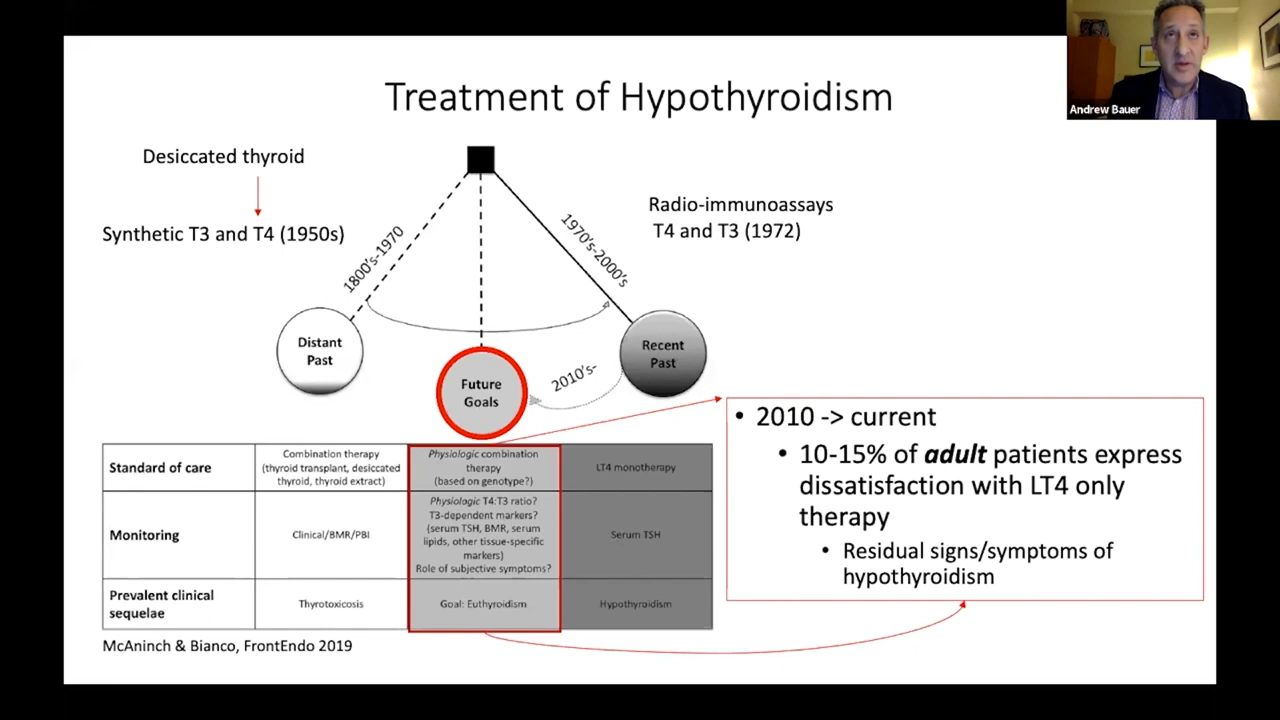 Andrew Bauer
Treatment of Hypothyroidism
Desiccated thyroid
Synthetic T3 and T4 (1950s)
1800's-1970
1970's-2000's
Radio-immunoassays
T4 and T3 (1972)
Distant
Past
Future
Goals
2010's-
Recent
Past
Standard of care
Combination therapy
(thyroid transplant, desiccated
thyroid, thyroid extract)
Physiologic combination
therapy
(based on genotype?)
LT4 monotherapy
Monitoring
Clinical/BMR/PBI
Physiologic T4:T3 ratio?
T3-dependent markers?
(serum TSH, BMR, serum
lipids, other tissue-specific
markers)
Role of subjective symptoms?
Serum TSH
Prevalent clinical
sequelae
Thyrotoxicosis
Goal: Euthyroidism
Hypothyroidism
McAninch & Bianco, FrontEndo 2019
• 2010 -> current
• 10-15% of adult patients express
dissatisfaction with LT4 only
therapy
• Residual signs/symptoms of
hypothyroidism